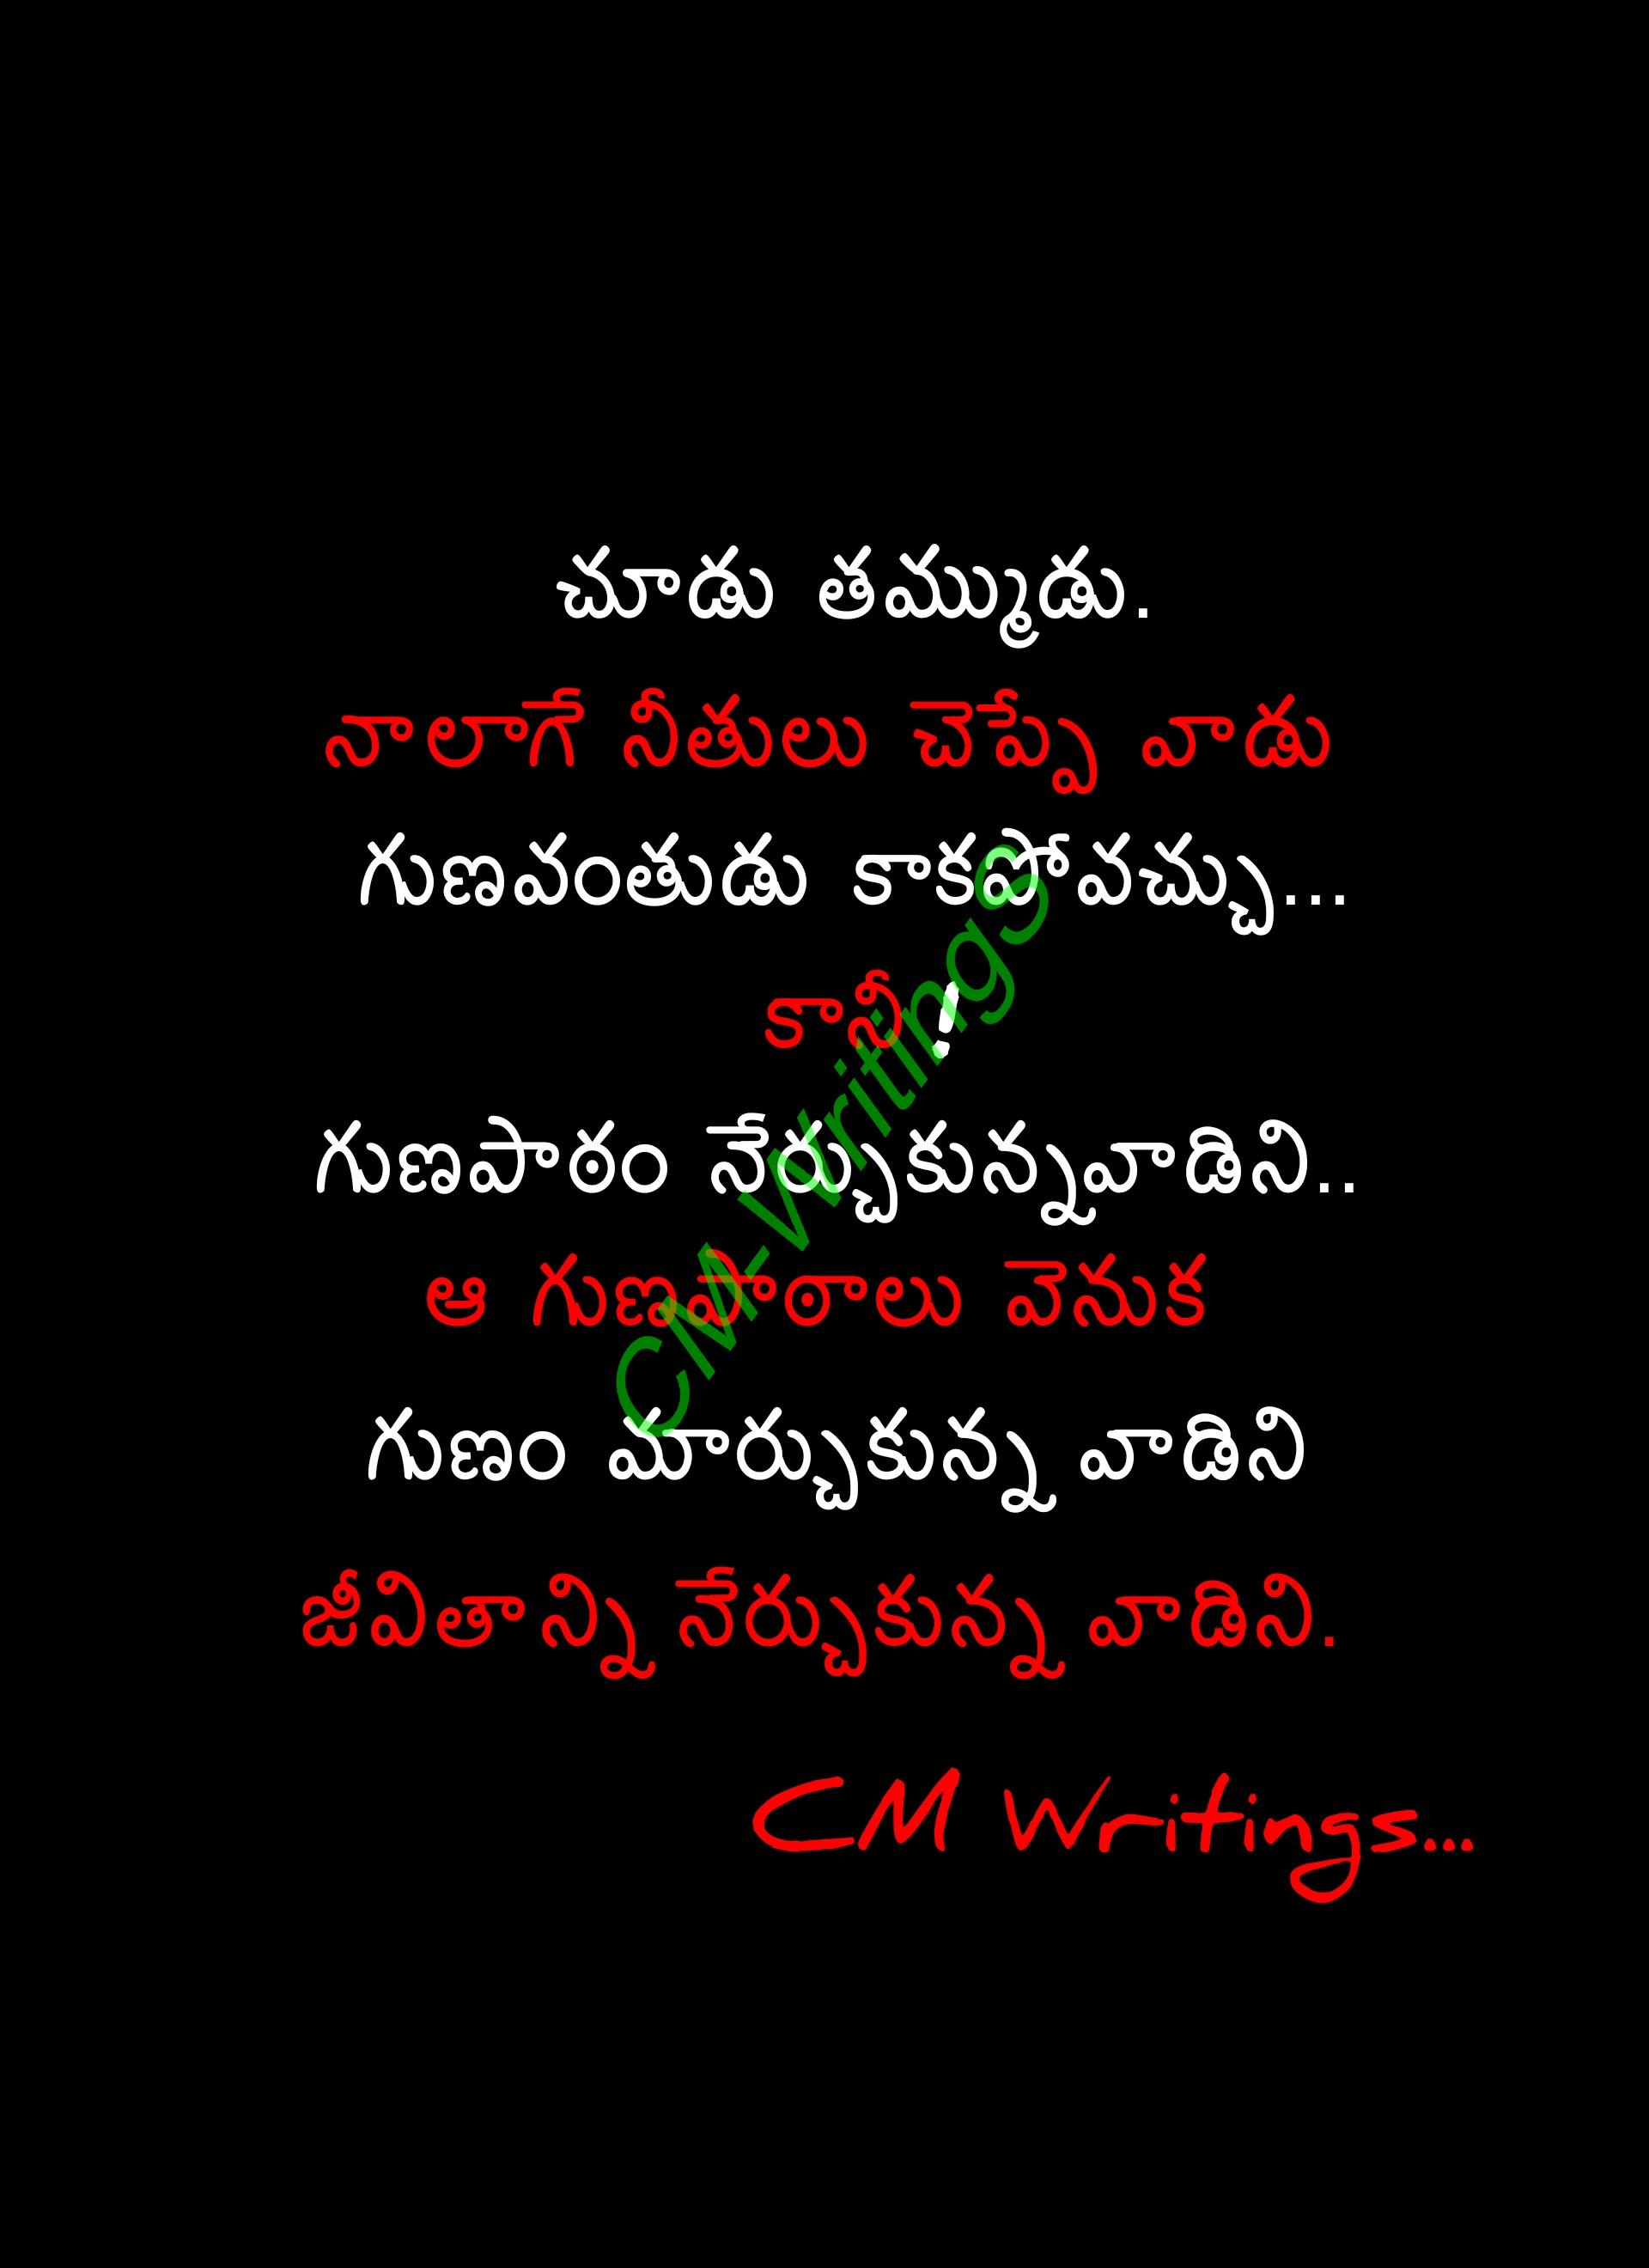 చూడు తమ్ముడు.
నాలాగే నీతులు చెప్పే వాడు
గుణవంతుడు కాకపోవచ్చు...
కానీ !
గుణపాఠం నేర్చుకున్నవాడిని..
ఆ గుణపాఠాలు వెనుక
గుణం మార్చుకున్న వాడిని
జీవితాన్ని నేర్చుకున్న వాడిని.
CM Writings...
CM-WritingS